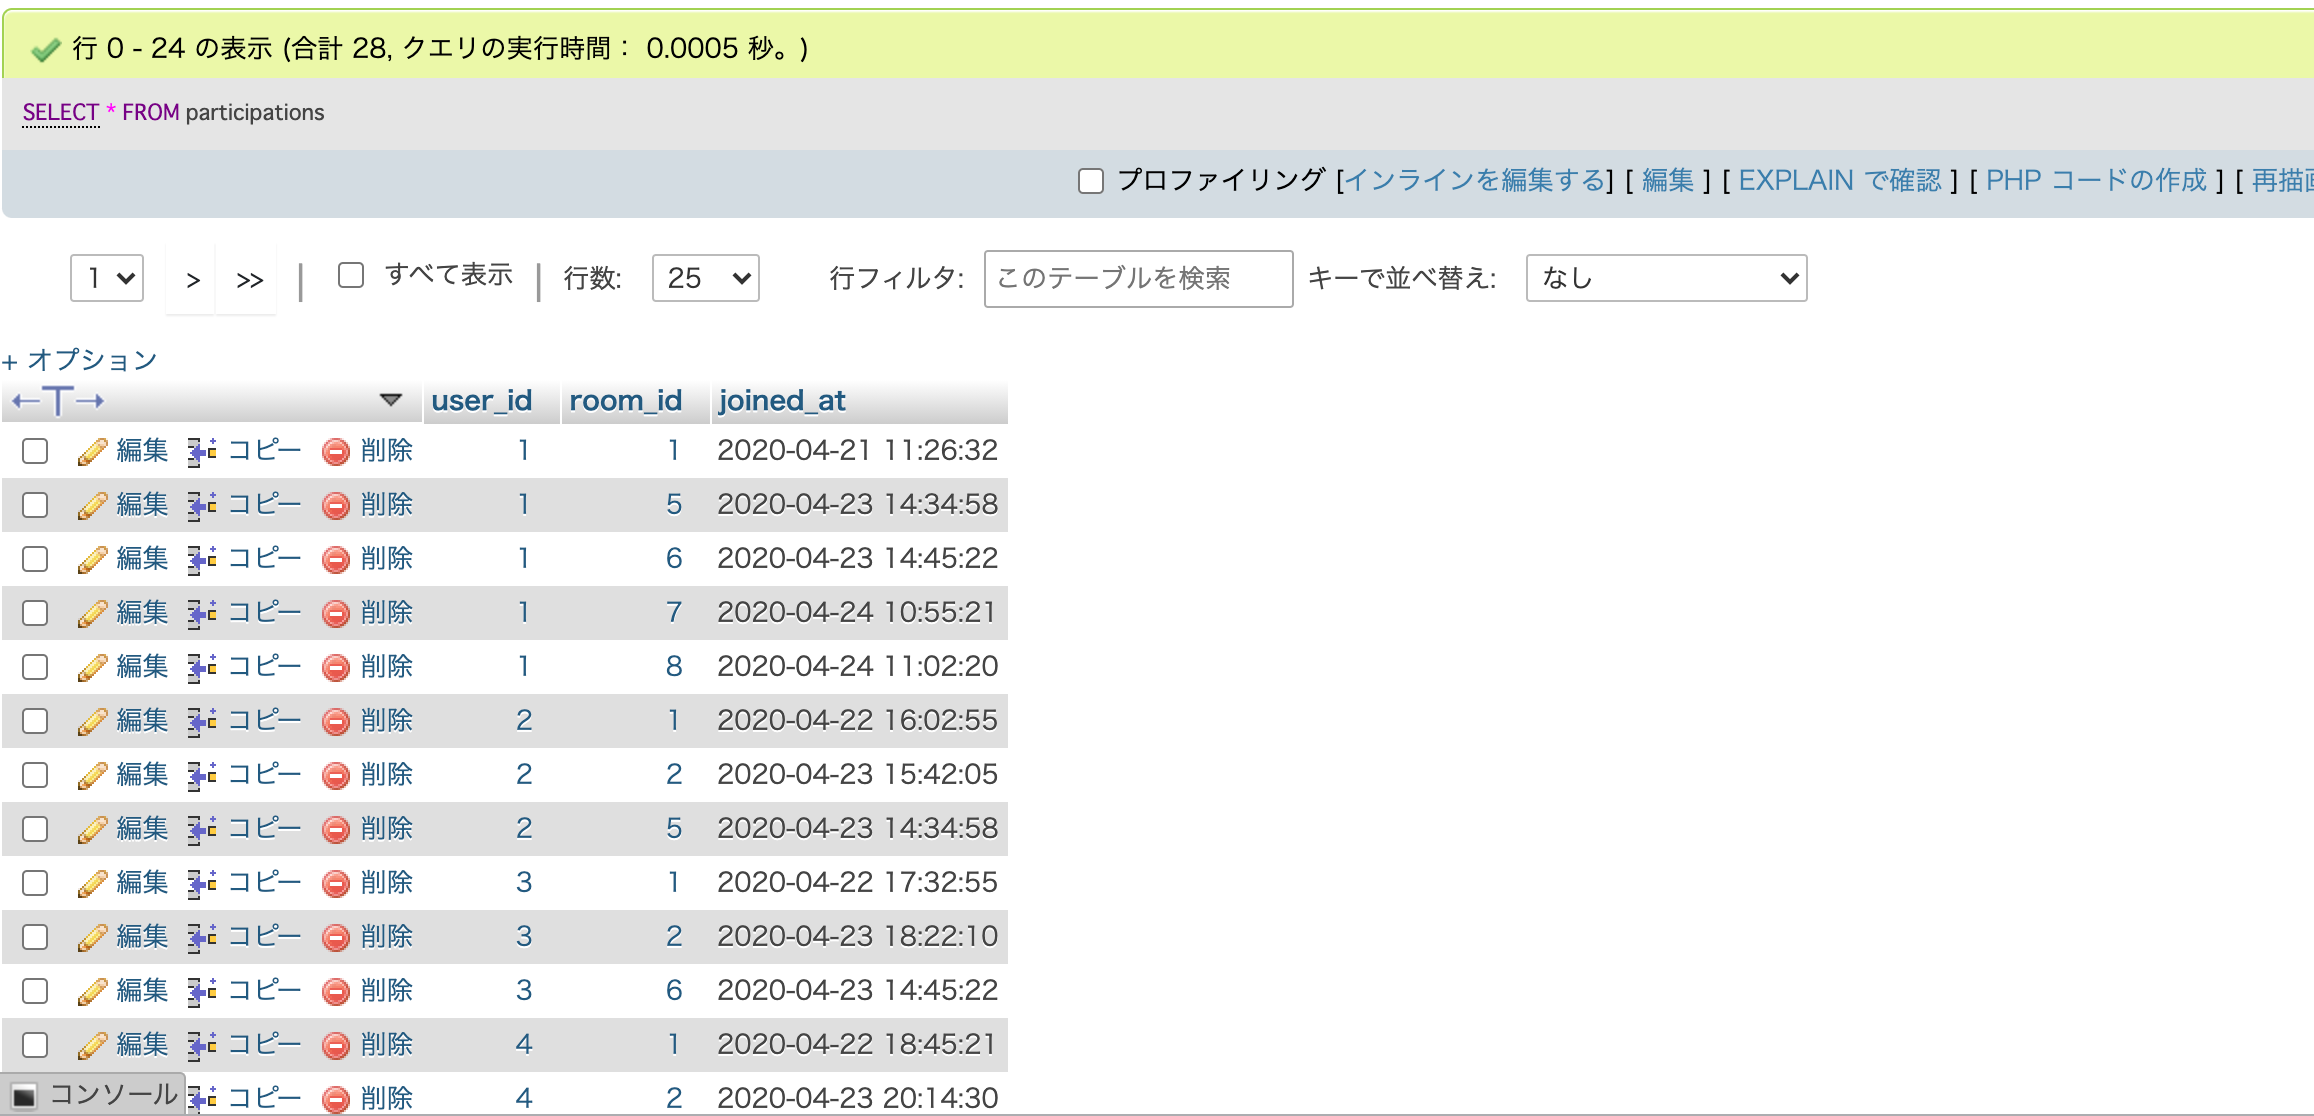 行 0 - 24 の表示 (合計 28, クエリの実行時間： 0.0005 秒。)
SELECT * FROM participations
プロファイリング [インラインを編集する] [ 編集 ] [ EXPLAIN で確認 ] [ PHP コードの作成 ] [ 再描
1 > >> | すべて表示 | 行数: 25 行フィルタ: このテーブルを検索 キーで並べ替え: なし
+ オプション
←T→ user_id room_id joined_at
編集 コピー 削除 1 1 2020-04-21 11:26:32
編集 コピー 削除 1 5 2020-04-23 14:34:58
編集 コピー 削除 1 6 2020-04-23 14:45:22
編集 コピー 削除 1 7 2020-04-24 10:55:21
編集 コピー 削除 1 8 2020-04-24 11:02:20
編集 コピー 削除 2 1 2020-04-22 16:02:55
編集 コピー 削除 2 2 2020-04-23 15:42:05
編集 コピー 削除 2 5 2020-04-23 14:34:58
編集 コピー 削除 3 1 2020-04-22 17:32:55
編集 コピー 削除 3 2 2020-04-23 18:22:10
編集 コピー 削除 3 6 2020-04-23 14:45:22
編集 コピー 削除 4 1 2020-04-22 18:45:21
コンソール コピー 削除 4 2 2020-04-23 20:14:30